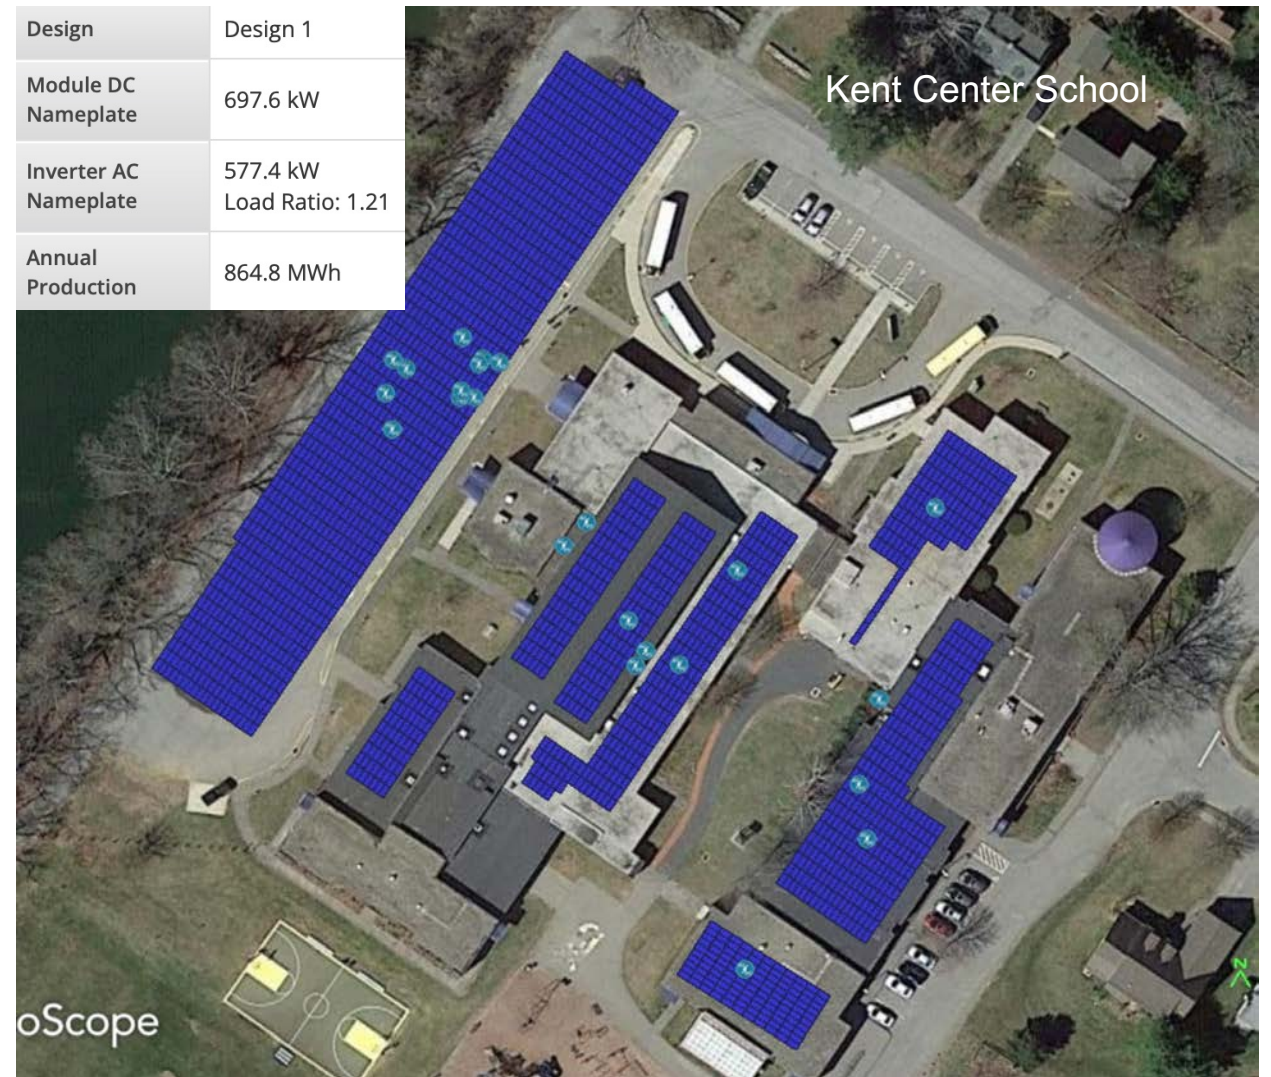 Design
Design 1
Module DC
Nameplate
697.6 kW
Inverter AC
Nameplate
577.4 kW
Load Ratio: 1.21
Annual
Production
864.8 MWh
Kent Center School
N
oScope